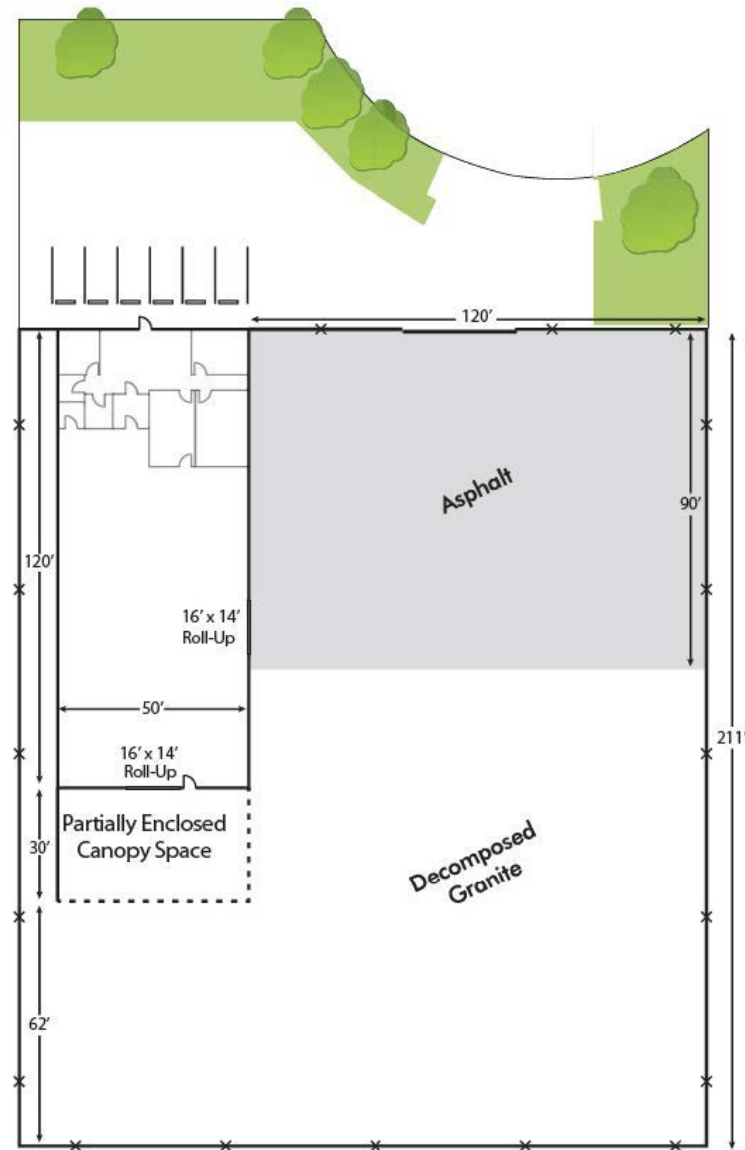 120'
Asphalt
90'
120'
16' x 14'
Roll-Up
50'
211'
16' x 14'
Roll-Up
Partially Enclosed
Canopy Space
30'
Decomposed
Granite
62'